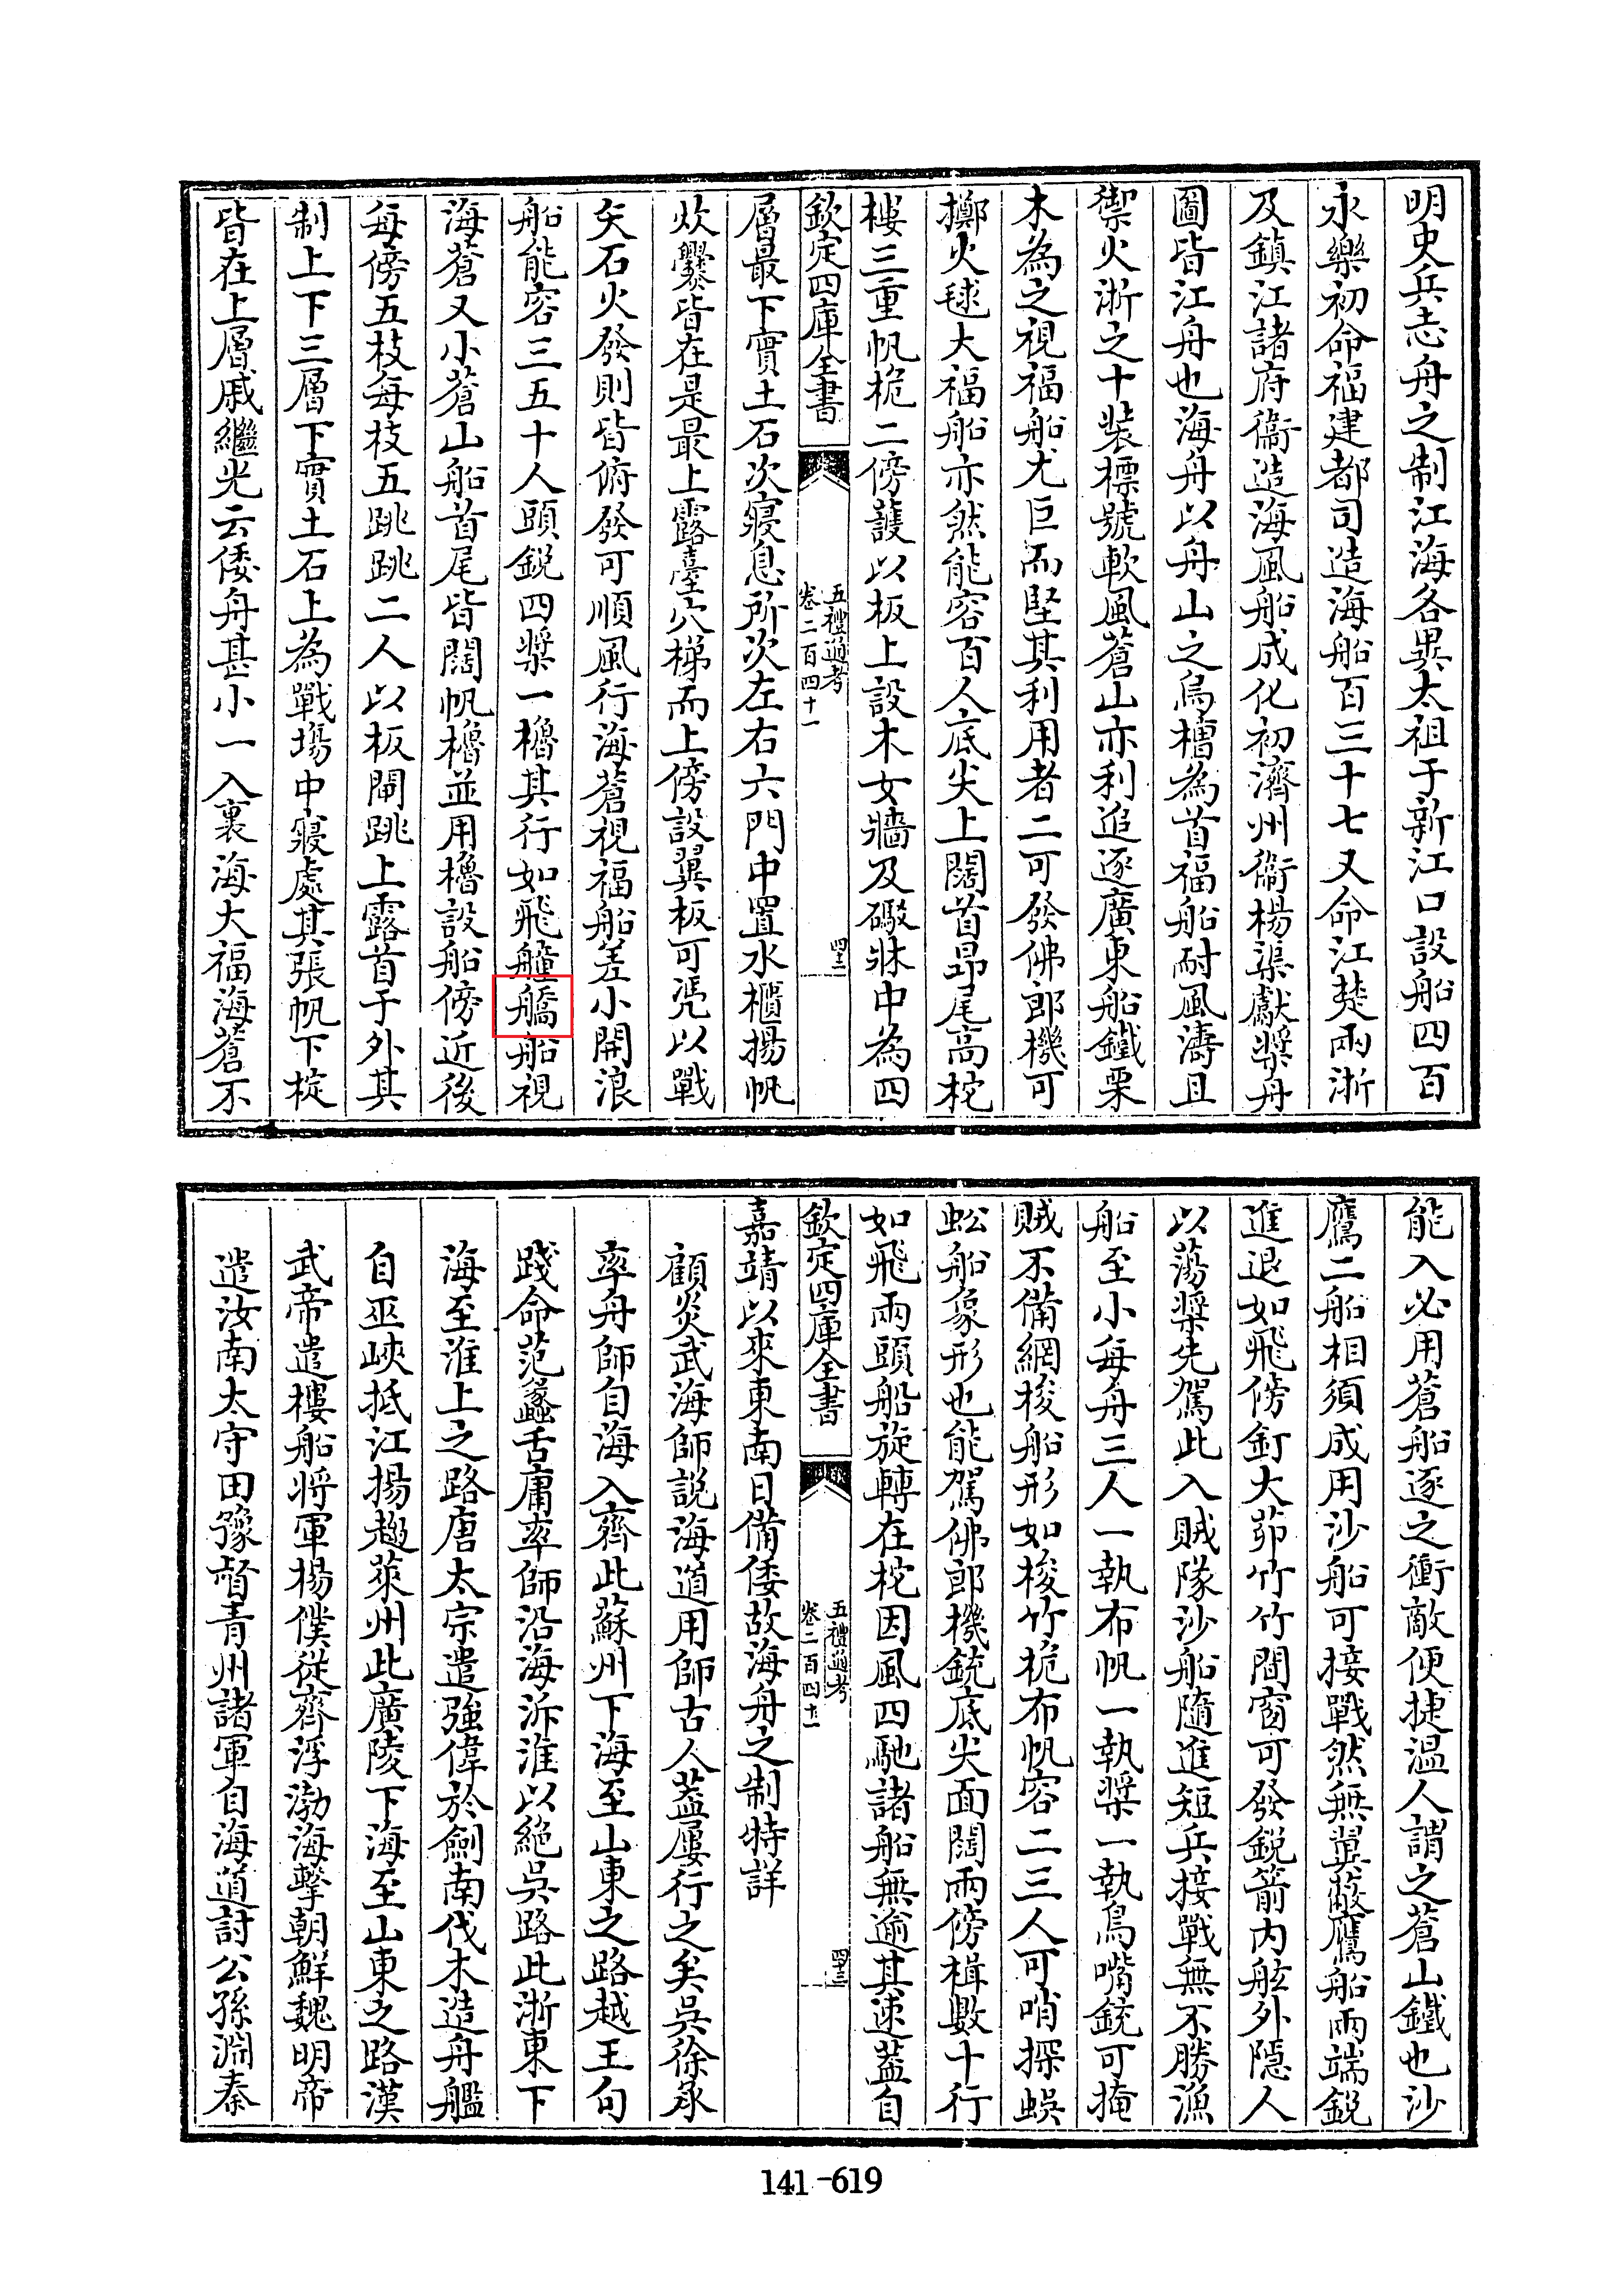 明史兵志舟之制江海各異太祖于新江口設船四百
永樂初命福建都司造海船百三十七又命江楚兩浙
及鎮江諸府衞造海風船成化初濟州衞楊渠獻槳舟
圖皆江舟也海舟以舟山之烏槽為首福船耐風濤且
禦火浙之十裝標號軟風蒼山亦利追逐廣東船鐵栗
木為之視福船尤巨而堅其利用者二可發佛郎機可
擲火毬大福船亦然能容百人底尖上闊首昂尾高柁
樓三重帆桅二傍護以板上設木女牆及礮牀中為四
欽定四庫全書
五禮通考
卷二百四十一
四十二
層最下實土石次寢息所次左右六門中置水櫃揚帆
炊爨皆在是最上露臺穴梯而上傍設翼板可凴以戰
矢石火發則皆俯發可順風行海蒼視福船差小開浪
船能容三五十人頭鋭四槳一櫓其行如飛艟𦪞船視
海蒼又小蒼山船首尾皆闊帆櫓並用櫓設船傍近後
每傍五枝每枝五跳跳二人以板閘跳上露首于外其
制上下三層下實土石上為戰塲中寢處其張帆下椗
皆在上層戚繼光云倭舟甚小一入裏海大福海蒼不
能入必用蒼船逐之衝敵便捷温人謂之蒼山鐵也沙
鷹二船相須成用沙船可接戰然無翼蔽鷹船兩端鋭
進退如飛傍釘大茆竹竹間窗可發鋭箭内舷外隱人
以蕩槳先駕此入賊隊沙船隨進短兵接戰無不勝漁
船至小每舟三人一執布帆一執槳一執鳥嘴銃可掩
賊不備網梭船形如梭竹桅布帆容二三人可哨探蜈
蚣船象形也能駕佛郎機銃底尖面闊兩傍楫數十行
如飛兩頭船旋轉在柁因風四馳諸船無逾其速葢自
欽定四庫全書
五禮通考
卷二百四十一
四十三
嘉靖以來東南日備倭故海舟之制特詳
顧炎武海師説海道用師古人葢屢行之矣吳徐承
率舟師自海入齊此蘇州下海至山東之路越王句
踐命范蠡舌庸率師沿海泝淮以絶吳路此浙東下
海至淮上之路唐太宗遣強偉於劒南伐木造舟艦
自巫峽抵江揚趨萊州此廣陵下海至山東之路漢
武帝遣樓船將軍楊僕從齊浮渤海擊朝鮮魏明帝
遣汝南太守田豫督青州諸軍自海道討公孫淵秦
141-619